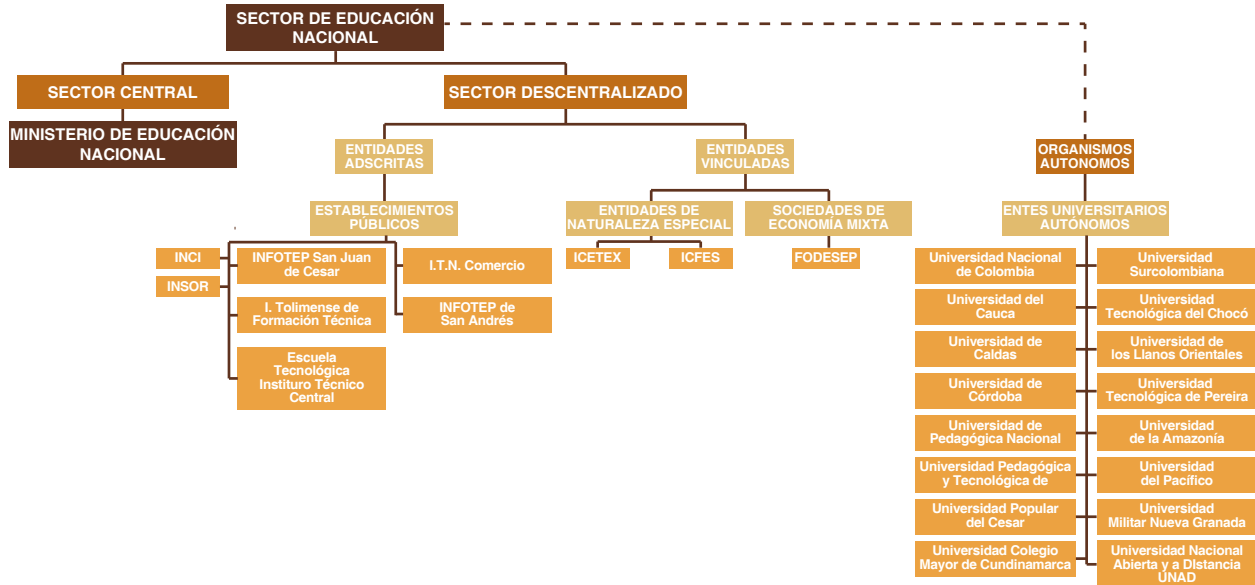 SECTOR DE EDUCACIÓN
NACIONAL
SECTOR CENTRAL
SECTOR DESCENTRALIZADO
MINISTERIO DE EDUCACIÓN
NACIONAL
ENTIDADES
ADSCRITAS
ENTIDADES
VINCULADAS
ORGANISMOS
AUTONOMOS
ESTABLECIMIENTOS
PÚBLICOS
ENTIDADES DE
NATURALEZA ESPECIAL
SOCIEDADES DE
ECONOMÍA MIXTA
ENTES UNIVERSITARIOS
AUTÓNOMOS
INCI
INSOR
INFOTEP San Juan
de Cesar
I. Tolimense de
Formación Técnica
Escuela
Tecnológica
Instituro Técnico
Central
I.T.N. Comercio
INFOTEP de
San Andrés
ICETEX
ICFES
FODESEP
Universidad Nacional
de Colombia
Universidad del
Cauca
Universidad de
Caldas
Universidad de
Córdoba
Universidad de
Pedagógica Nacional
Universidad Pedagógica
y Tecnológica de
Universidad Popular
del Cesar
Universidad Colegio
Mayor de Cundinamarca
Universidad
Surcolombiana
Universidad
Tecnológica del Chocó
Universidad de
los Llanos Orientales
Universidad
Tecnológica de Pereira
Universidad
de la Amazonía
Universidad
del Pacífico
Universidad
Militar Nueva Granada
Universidad Nacional
Abierta y a DIstancia
UNAD